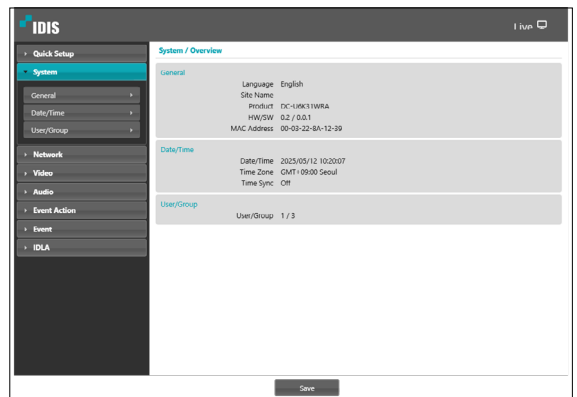 IDIS
Live
Quick Setup
System / Overview
System
General
Date/Time
User/Group
Network
Video
Audio
Event Action
Event
IDLA
General
Language English
Site Name
Product
HW/SW 0.2 / 0.0.1
MAC Address 00-03-22-8A-12-39
Date/Time
Date/Time 2025/05/12 10:20:07
Time Zone GMT+09:00 Seoul
Time Sync Off
User/Group
User/Group 1 / 3
Save